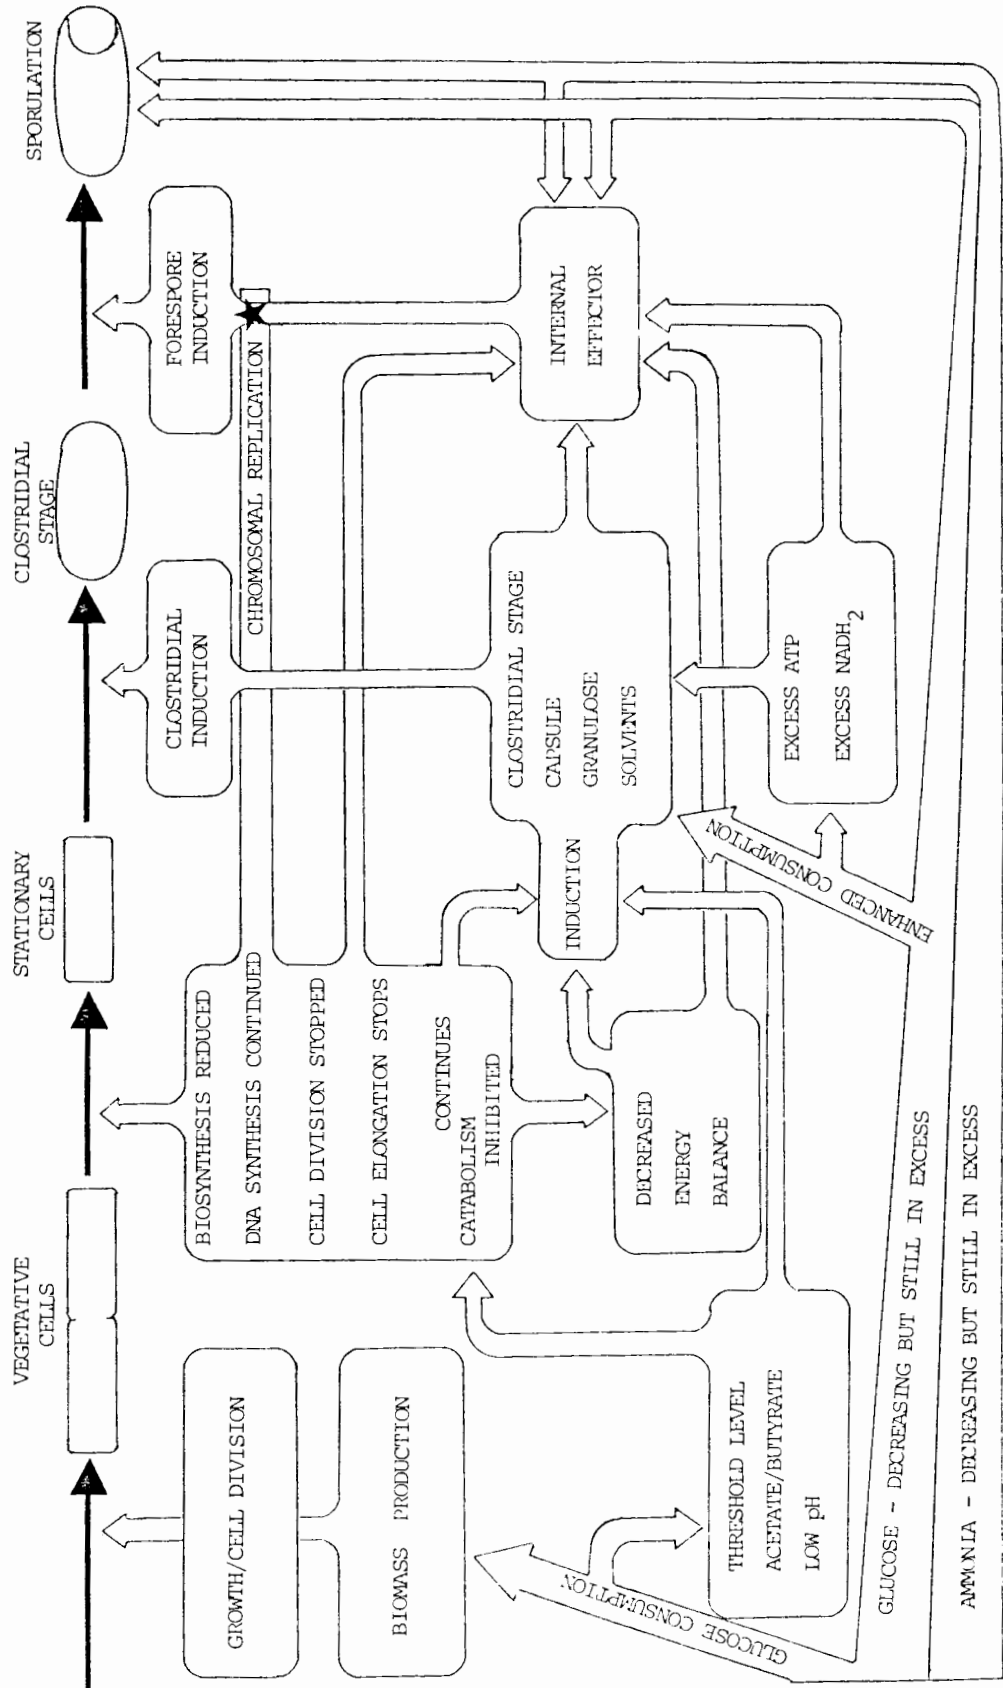 VEGETATIVE
CELLS
STATIONARY
CELLS
CLOSTRIDIAL
STAGE
SPORULATION
GROWTH/CELL DIVISION
BIOMASS PRODUCTION
BIOSYNTHESIS REDUCED
DNA SYNTHESIS CONTINUED
CELL DIVISION STOPPED
CELL ELONGATION STOPS
CONTINUES
CATABOLISM
INHIBITED
CLOSTRIDIAL
INDUCTION
FORESPORE
INDUCTION
CHROMOSOMAL REPLICATION
INDUCTION
CLOSTRIDIAL STAGE
CAPSULE
GRANULOSE
SOLVENTS
INTERNAL
EFFECTOR
DECREASED
ENERGY
BALANCE
THRESHOLD LEVEL
ACETATE/BUTYRATE
LOW pH
EXCESS ATP
EXCESS NADH2
GLUCOSE CONSUMPTION
ENHANCED CONSUMPTION
GLUCOSE - DECREASING BUT STILL IN EXCESS
AMMONIA - DECREASING BUT STILL IN EXCESS